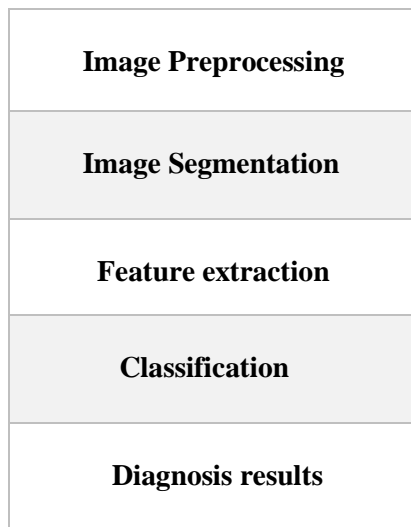 Image Preprocessing
Image Segmentation
Feature extraction
Classification
Diagnosis results